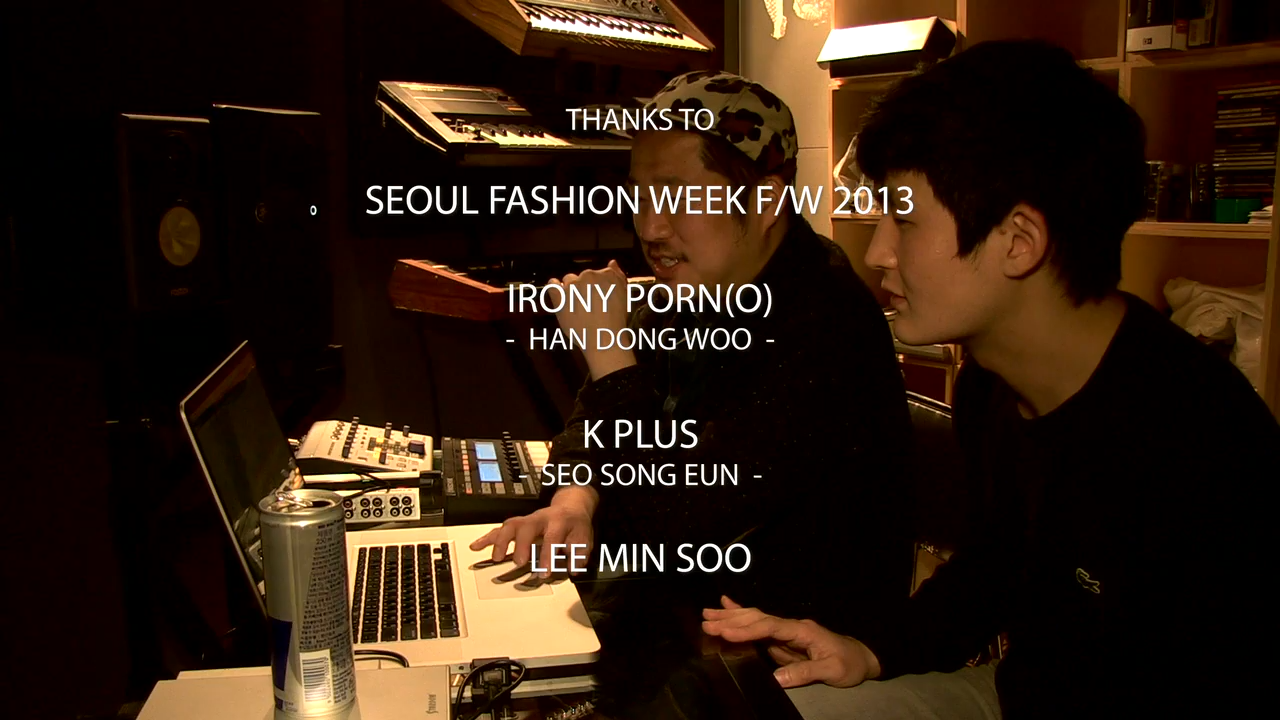 THANKS TO
SEOUL FASHION WEEK F/W 2013
IRONY PORN(O)
- HAN DONG WOO -
K PLUS
- SEO SONG EUN -
LEE MIN SOO